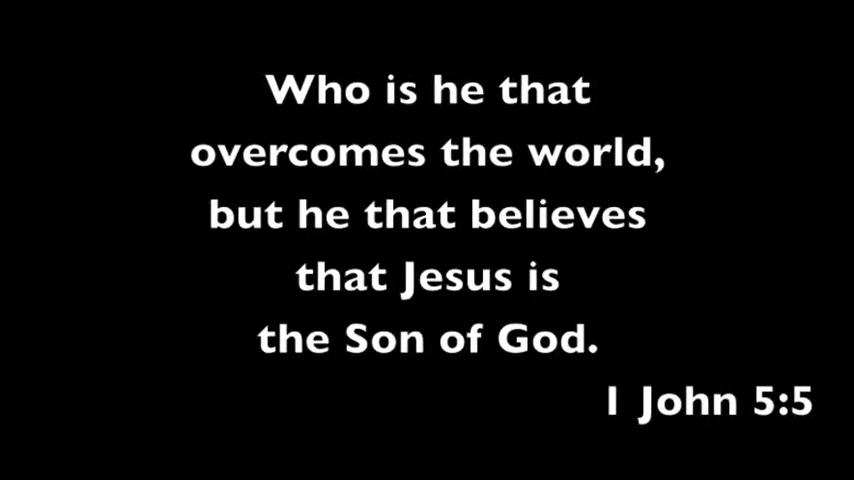 Who is he that
overcomes the world,
but he that believes
that Jesus is
the Son of God.
1 John 5:5